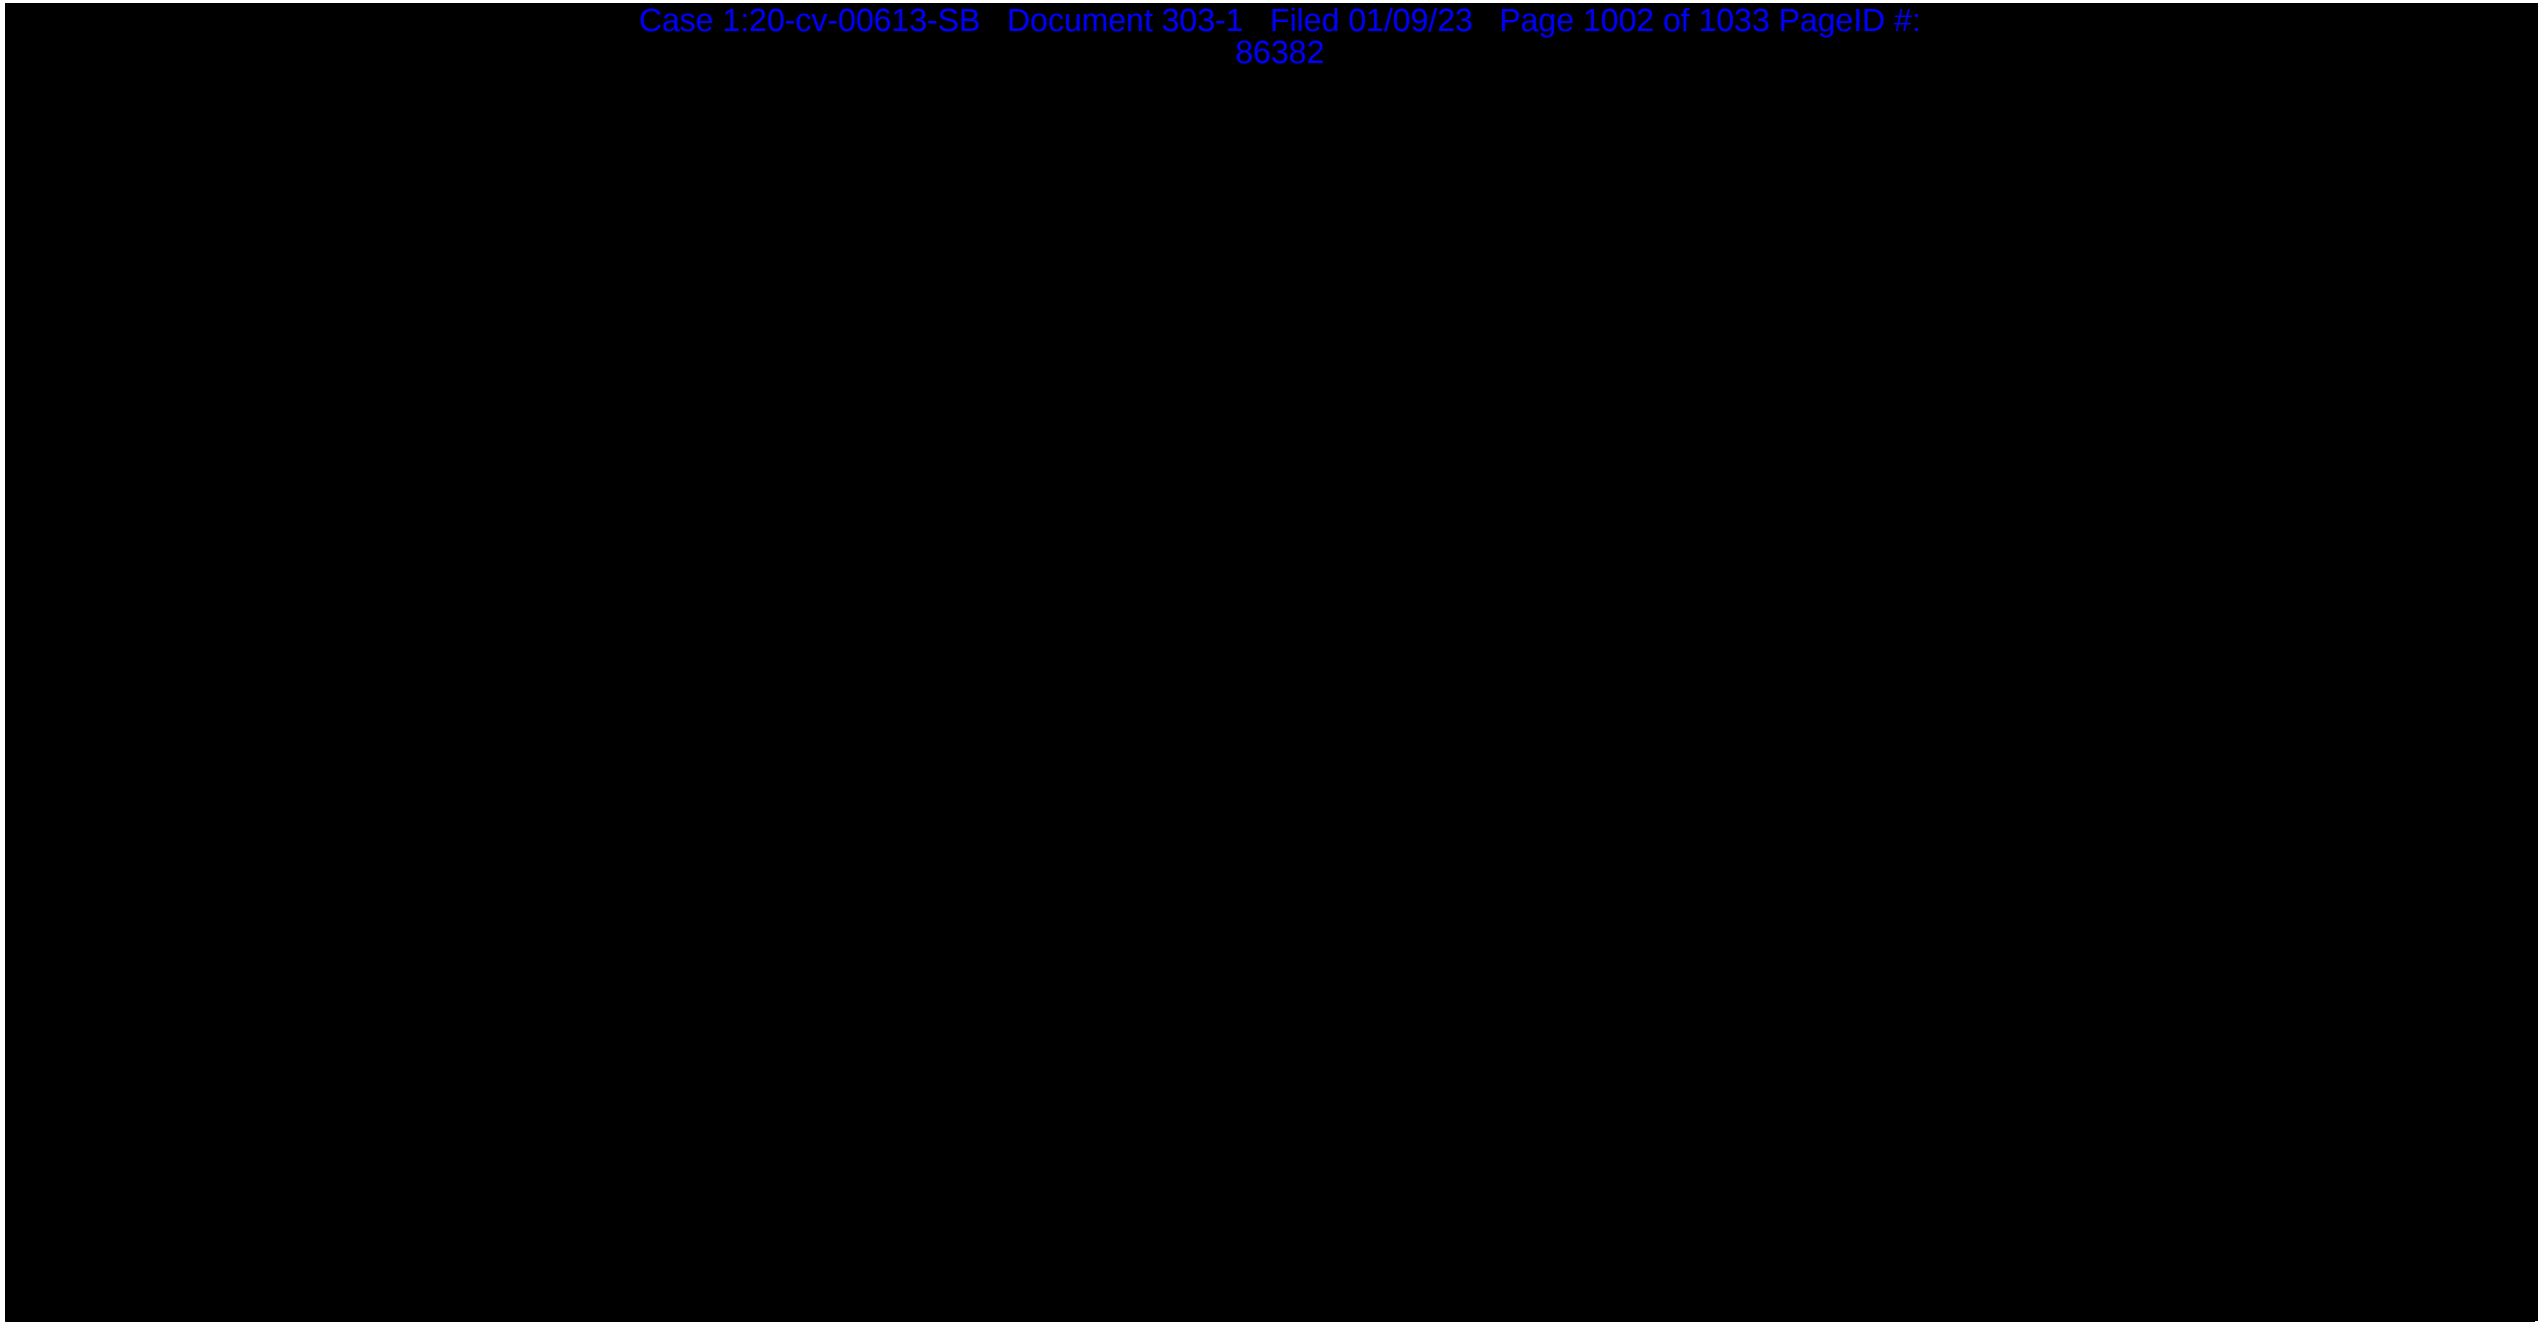 Case 1:20-cv-00613-SB   Document 303-1   Filed 01/09/23   Page 1002 of 1033 PageID #:
86382